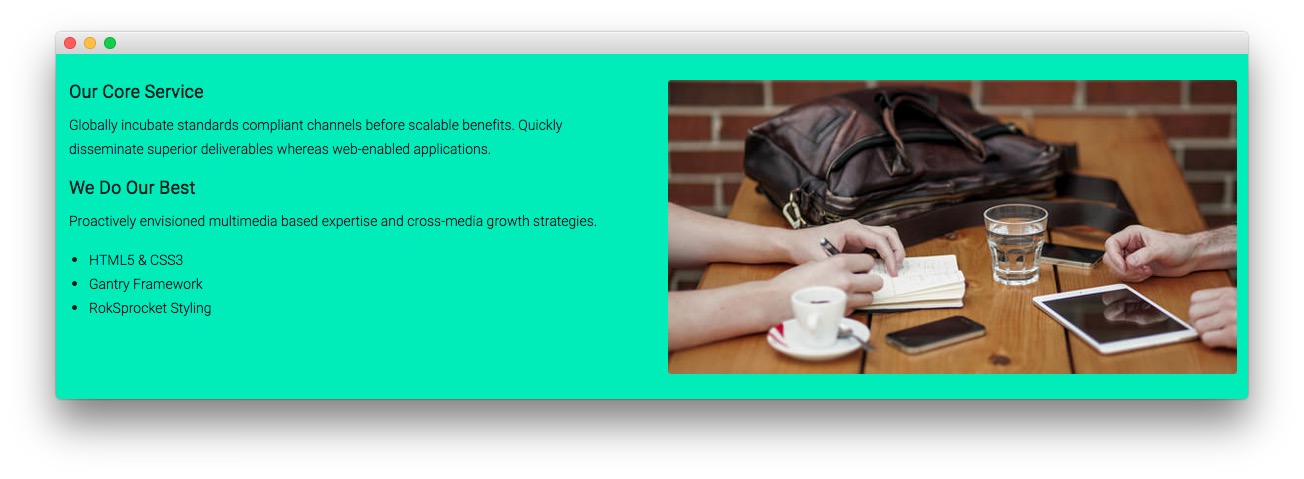 Our Core Service
Globally incubate standards compliant channels before scalable benefits. Quickly
disseminate superior deliverables whereas web-enabled applications.
We Do Our Best
Proactively envisioned multimedia based expertise and cross-media growth strategies.
• HTML5 & CSS3
• Gantry Framework
• RokSprocket Styling